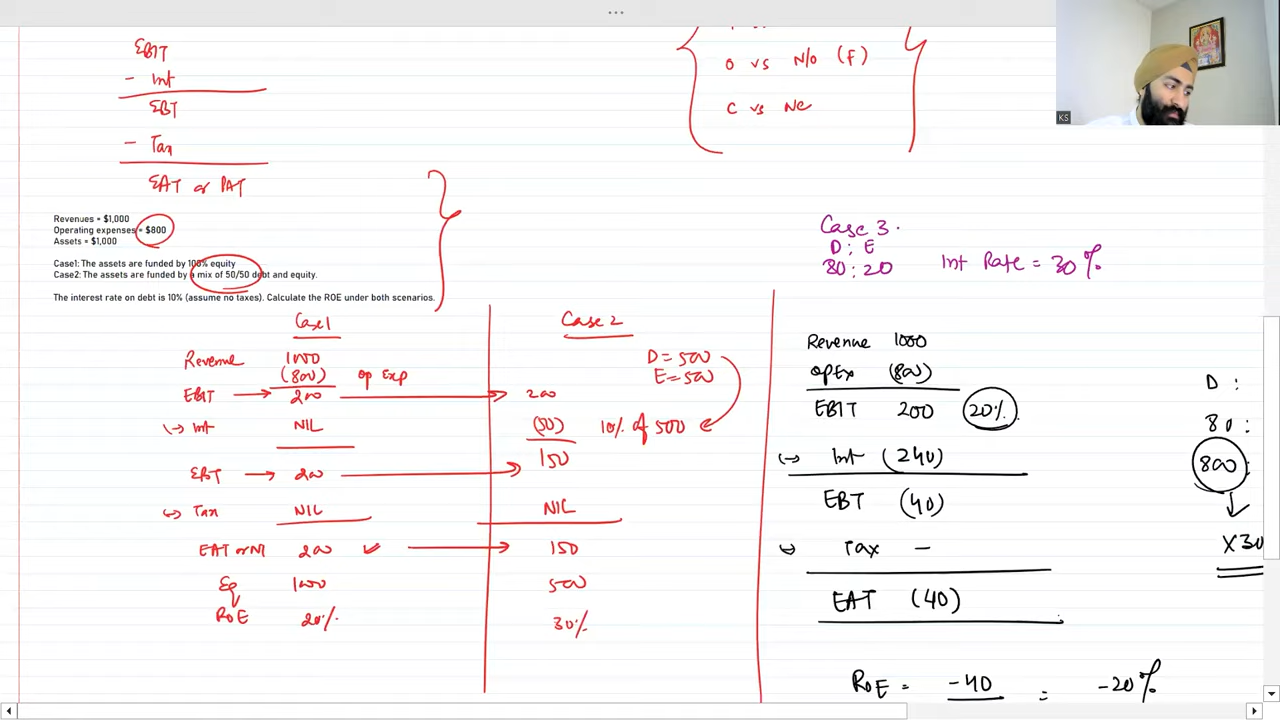 EBIT
- Int
EBT
- Tax
EAT or PAT
O vs N/O (F)
C vs NC
KS
Revenues = $1,000
Operating expenses = $800
Assets = $1,000
Case1: The assets are funded by 100% equity
Case2: The assets are funded by a mix of 50/50 debt and equity.
The interest rate on debt is 10% (assume no taxes). Calculate the ROE under both scenarios.
Case 1
Revenue 1000
(800) Op Exp
EBIT → 200
(-) Int NIL
EBT → 200
(-) Tax NIL
EAT or NI 200
Eq 1000
ROE 20%
Case 2
D = 500
E = 500
200
(50) 10% of 500
150
NIL
150
500
30%
Case 3.
D : E
80 : 20 Int Rate = 30%
Revenue 1000
OpEx (800)
EBIT 200 20%
(-) Int (240)
EBT (40)
(-) Tax -
EAT (40)
ROE = -40 = -20%
D :
80 :
800 :
X30